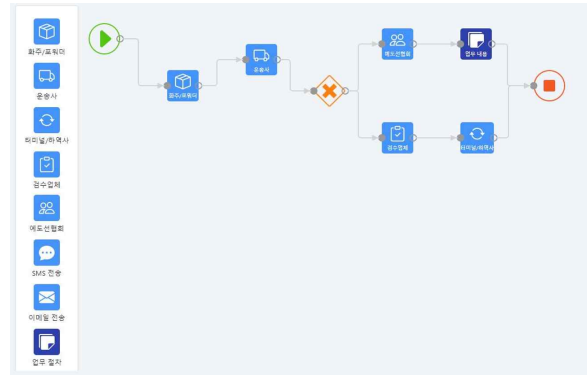 화주/포워더
운송사
터미널/하역사
검수업체
예도선협회
SMS 전송
이메일 전송
업무 절차
화주/포워더
운송사
예도선협회
업무 내용
검수업체
터미널/하역사